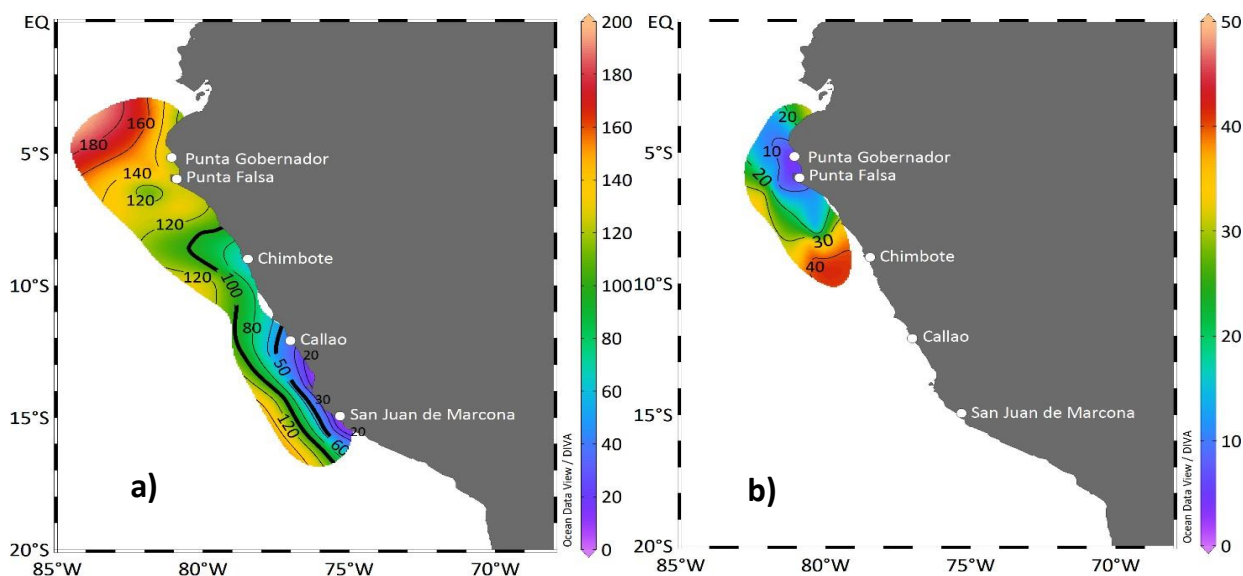 EQ
5°S
10°S
15°S
20°S
85°W
80°W
75°W
70°W
160
180
140
120
120
120
100
80
50
20
30
120
60
20
Punta Gobernador
Punta Falsa
Chimbote
Callao
San Juan de Marcona
a)
Ocean Data View / DIVA
200
180
160
140
120
100
80
60
40
20
0
EQ
5°S
10°S
15°S
20°S
85°W
80°W
75°W
70°W
20
10
20
30
40
Punta Gobernador
Punta Falsa
Chimbote
Callao
San Juan de Marcona
b)
Ocean Data View / DIVA
50
40
30
20
10
0